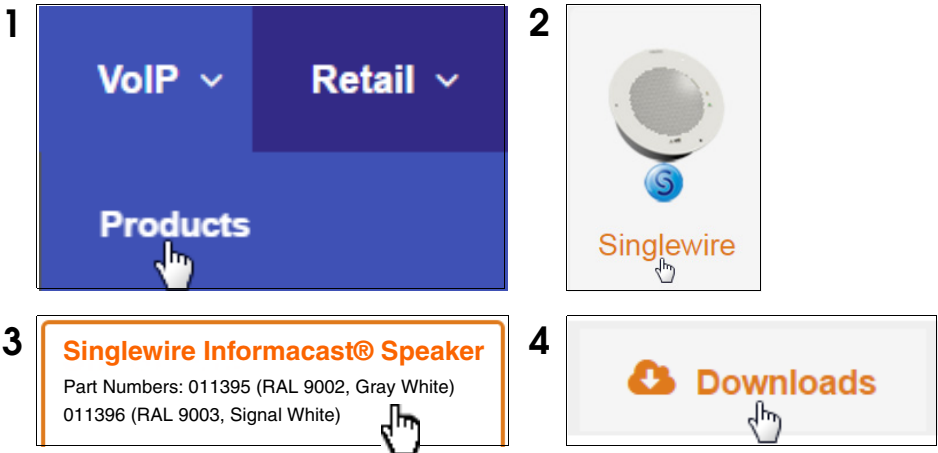 1
VoIP
Retail
Products
2
S
Singlewire
3
Singlewire Informacast® Speaker
Part Numbers: 011395 (RAL 9002, Gray White)
011396 (RAL 9003, Signal White)
4
Downloads